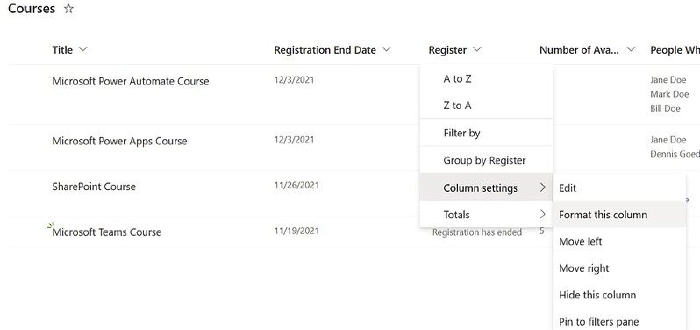 Courses
Title Registration End Date Register Number of Ava... People Wh
Microsoft Power Automate Course 12/3/2021 A to Z Jane Doe
Mark Doe
Z to A Bill Doe
Filter by
Microsoft Power Apps Course 12/3/2021 Jane Doe
Group by Register Dennis Goed
SharePoint Course 11/26/2021 Column settings Edit
Totals Format this column
Microsoft Teams Course 11/19/2021 Registration has ended 5
Move left
Move right
Hide this column
Pin to filters pane